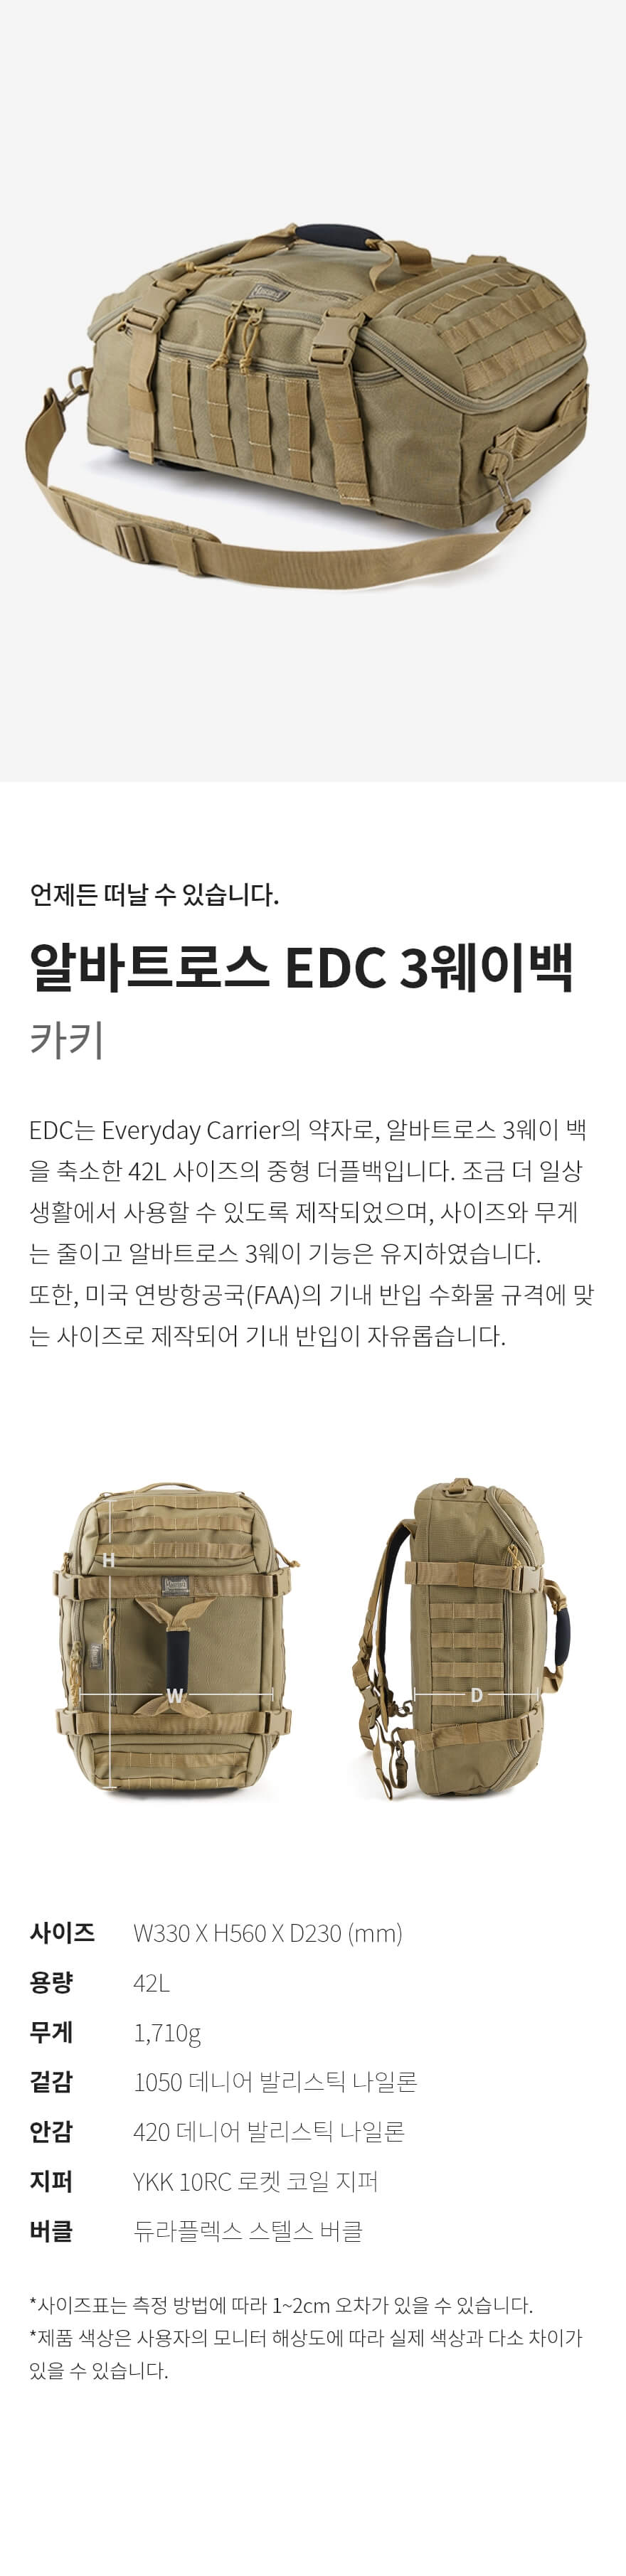 언제든 떠날 수 있습니다.
알바트로스 EDC 3웨이백
카키
EDC는 Everyday Carrier의 약자로, 알바트로스 3웨이 백
을 축소한 42L 사이즈의 중형 더플백입니다. 조금 더 일상
생활에서 사용할 수 있도록 제작되었으며, 사이즈와 무게
는 줄이고 알바트로스 3웨이 기능은 유지하였습니다.
또한, 미국 연방항공국(FAA)의 기내 반입 수화물 규격에 맞
는 사이즈로 제작되어 기내 반입이 자유롭습니다.
H
W
D
사이즈 W330 X H560 X D230 (mm)
용량 42L
무게 1,710g
겉감 1050 데니어 발리스틱 나일론
안감 420 데니어 발리스틱 나일론
지퍼 YKK 10RC 로켓 코일 지퍼
버클 듀라플렉스 스텔스 버클
*사이즈표는 측정 방법에 따라 1~2cm 오차가 있을 수 있습니다.
*제품 색상은 사용자의 모니터 해상도에 따라 실제 색상과 다소 차이가
있을 수 있습니다.